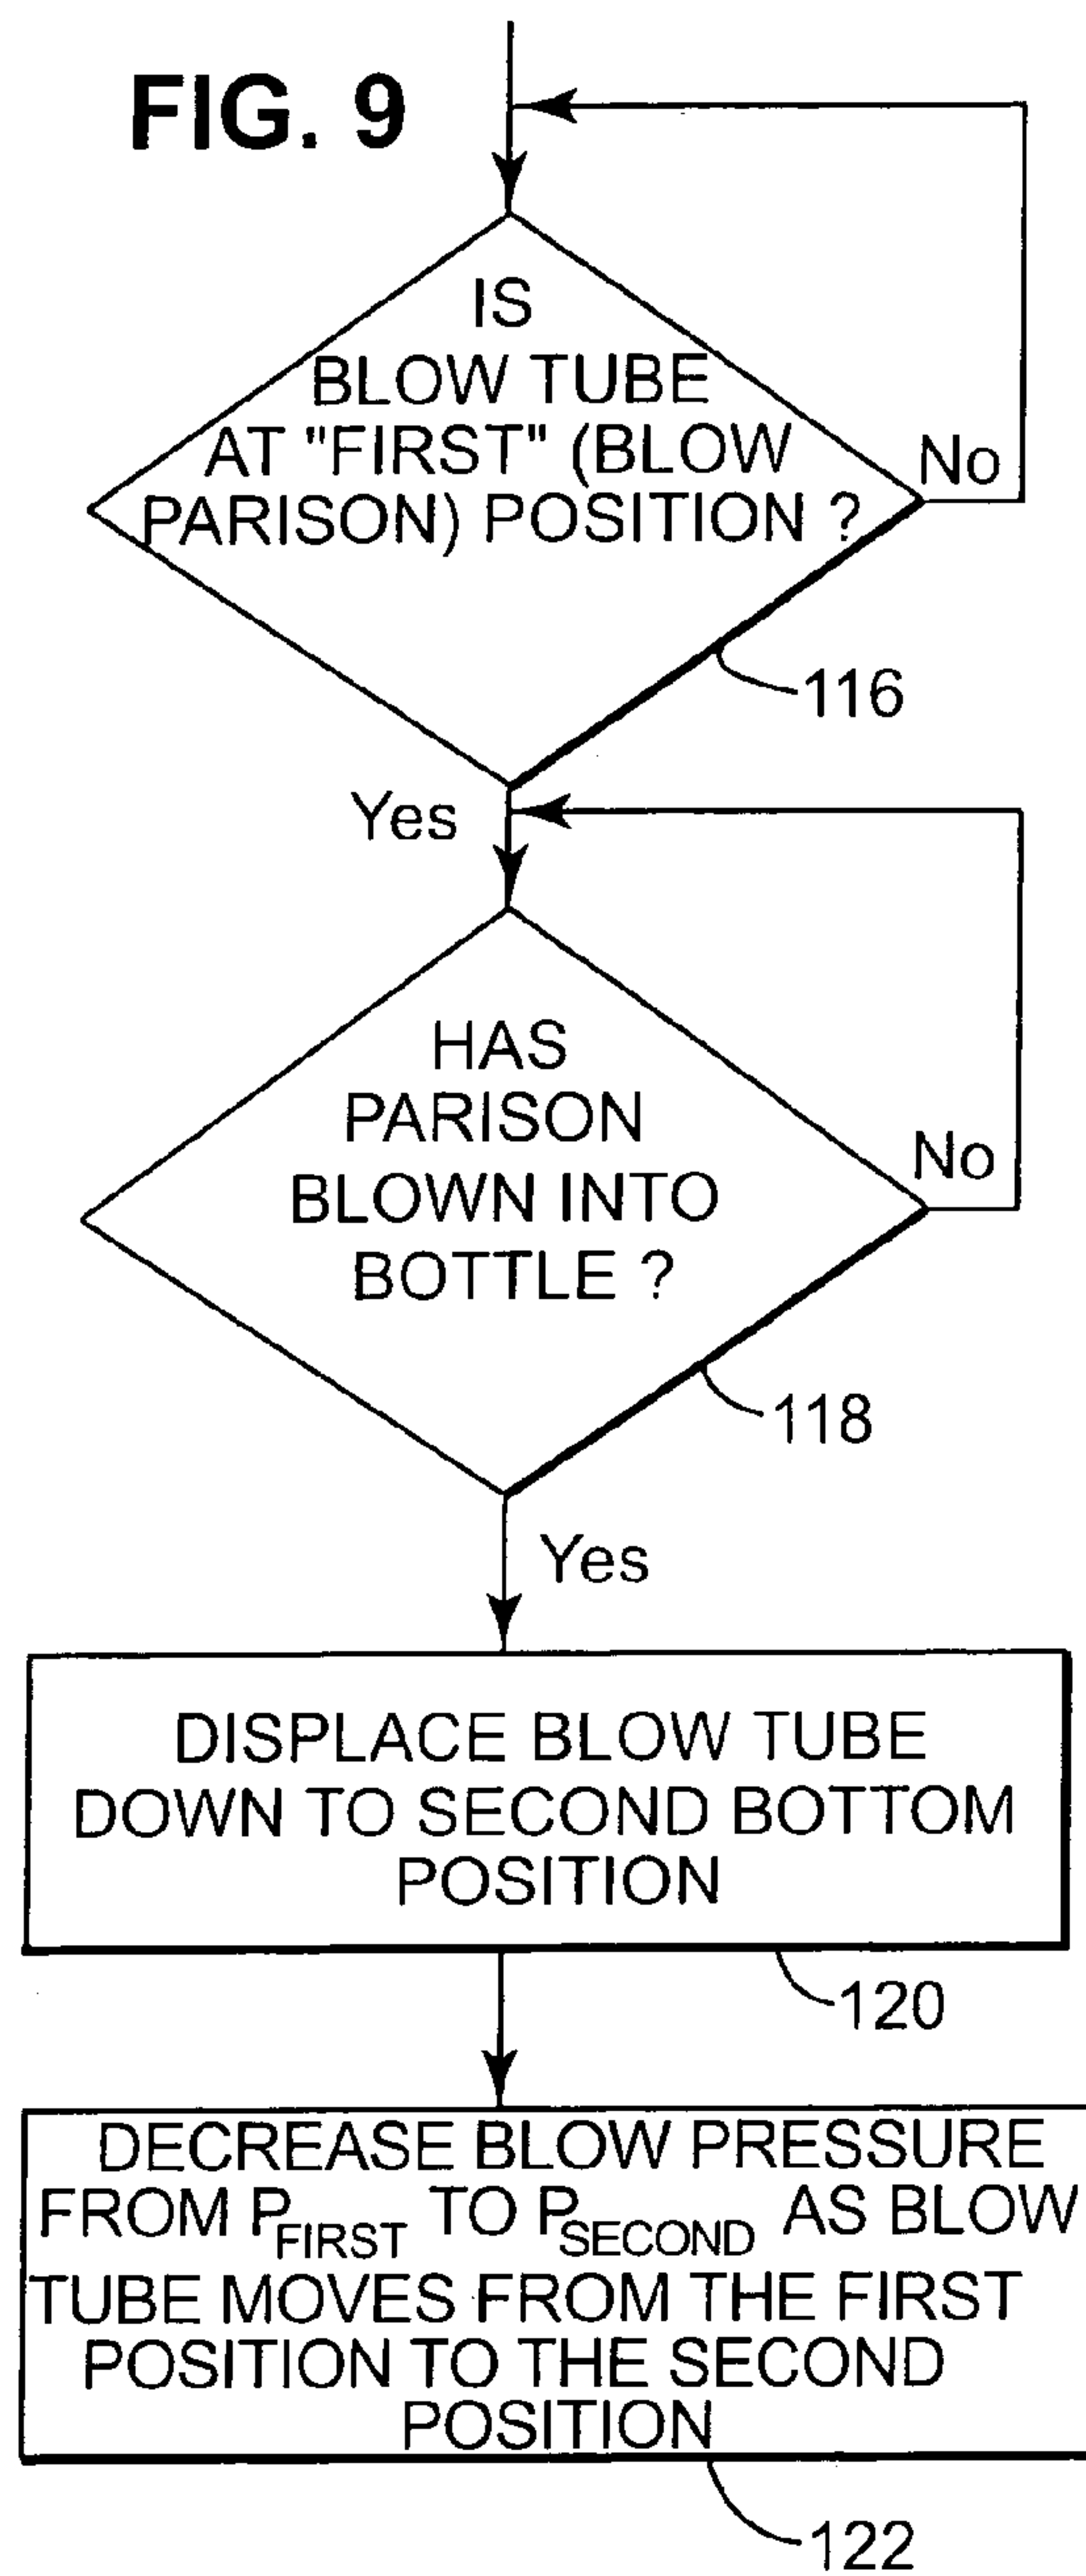 FIG. 9
IS
BLOW TUBE
AT "FIRST" (BLOW
PARISON) POSITION ?
No
116
Yes
HAS
PARISON
BLOWN INTO
BOTTLE ?
No
118
Yes
DISPLACE BLOW TUBE
DOWN TO SECOND BOTTOM
POSITION
120
DECREASE BLOW PRESSURE
FROM PFIRST TO PSECOND AS BLOW
TUBE MOVES FROM THE FIRST
POSITION TO THE SECOND
POSITION
122